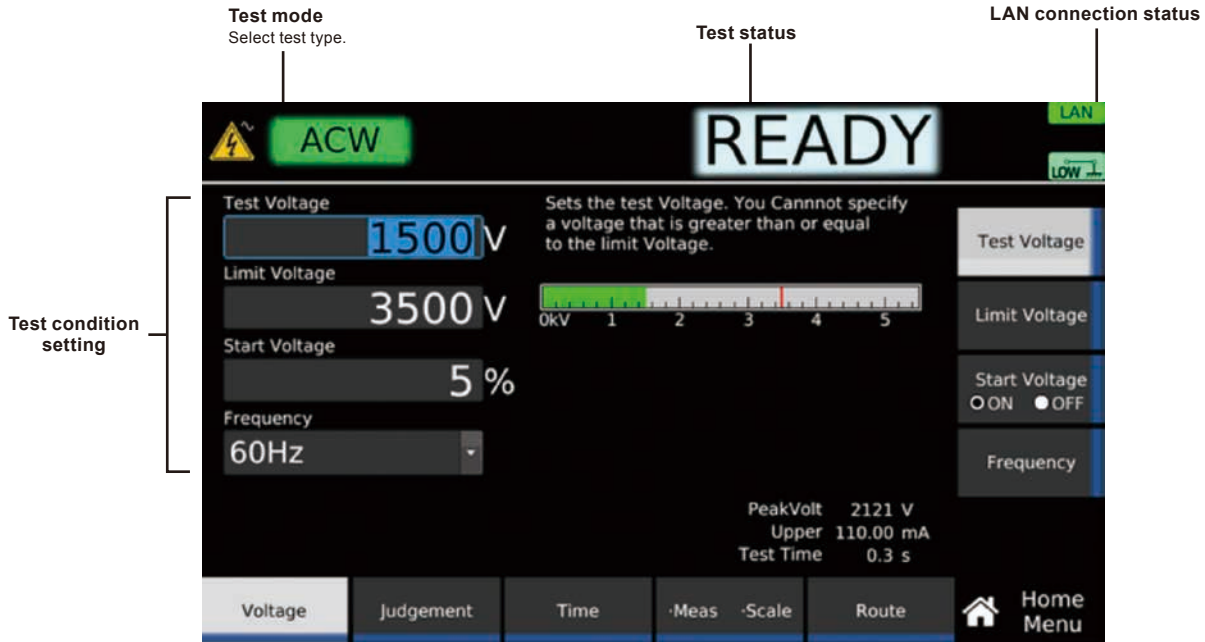 Test mode
Select test type.
Test status
LAN connection status
ACW
READY
LAN
LOW
Test condition
setting
Test Voltage
1500 V
Limit Voltage
3500 V
Start Voltage
5 %
Frequency
60Hz
Sets the test Voltage. You Cannnot specify
a voltage that is greater than or equal
to the limit Voltage.
0kV 1 2 3 4 5
Test Voltage
Limit Voltage
Start Voltage
ON OFF
Frequency
PeakVolt 2121 V
Upper 110.00 mA
Test Time 0.3 s
Voltage
Judgement
Time
·Meas ·Scale
Route
Home
Menu